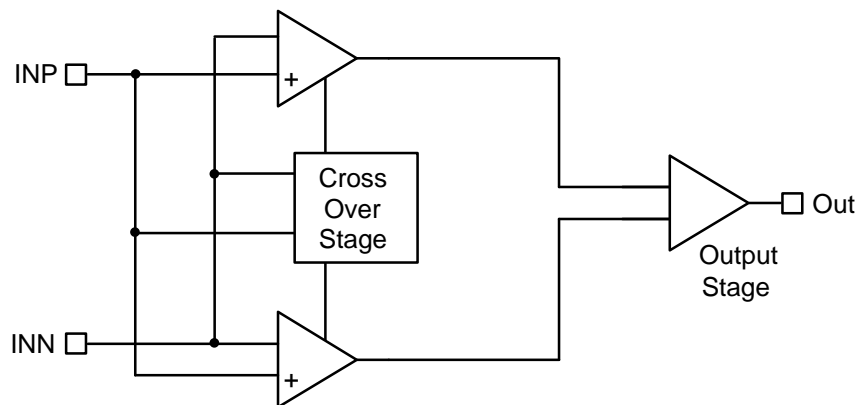 INP
+
Cross
Over
Stage
Out
Output
Stage
INN
+